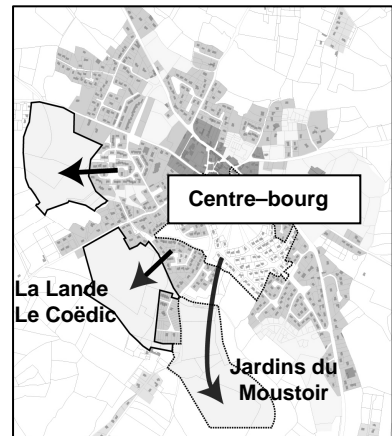 Centre–bourg
La Lande
Le Coëdic
Jardins du
Moustoir